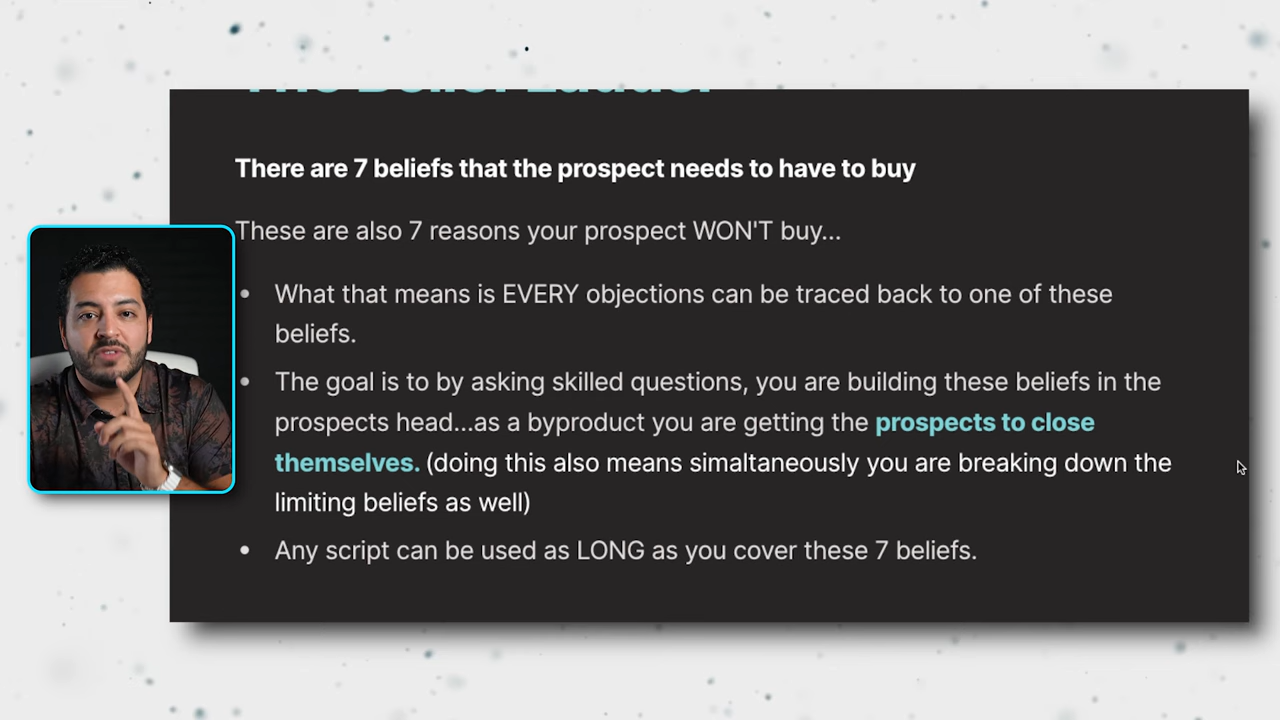 The Belief Ladder
There are 7 beliefs that the prospect needs to have to buy
These are also 7 reasons your prospect WON'T buy...
• What that means is EVERY objections can be traced back to one of these
beliefs.
• The goal is to by asking skilled questions, you are building these beliefs in the
prospects head...as a byproduct you are getting the prospects to close
themselves. (doing this also means simaltaneously you are breaking down the
limiting beliefs as well)
• Any script can be used as LONG as you cover these 7 beliefs.